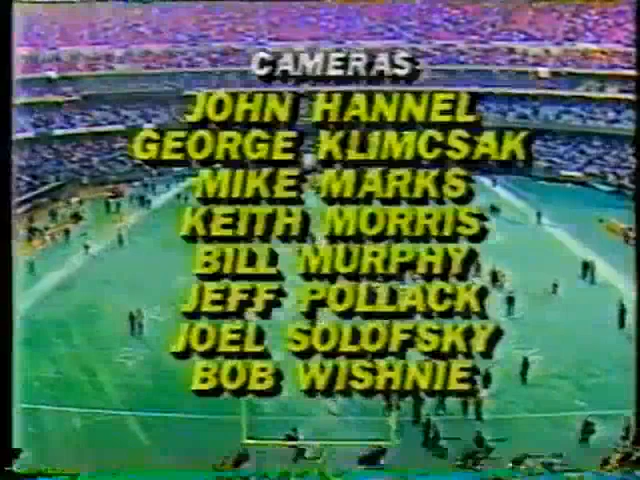 CAMERAS
JOHN HANNEL
GEORGE KLIMCSAK
MIKE MARKS
KEITH MORRIS
BILL MURPHY
JEFF POLLACK
JOEL SOLOFSKY
BOB WISHNIE